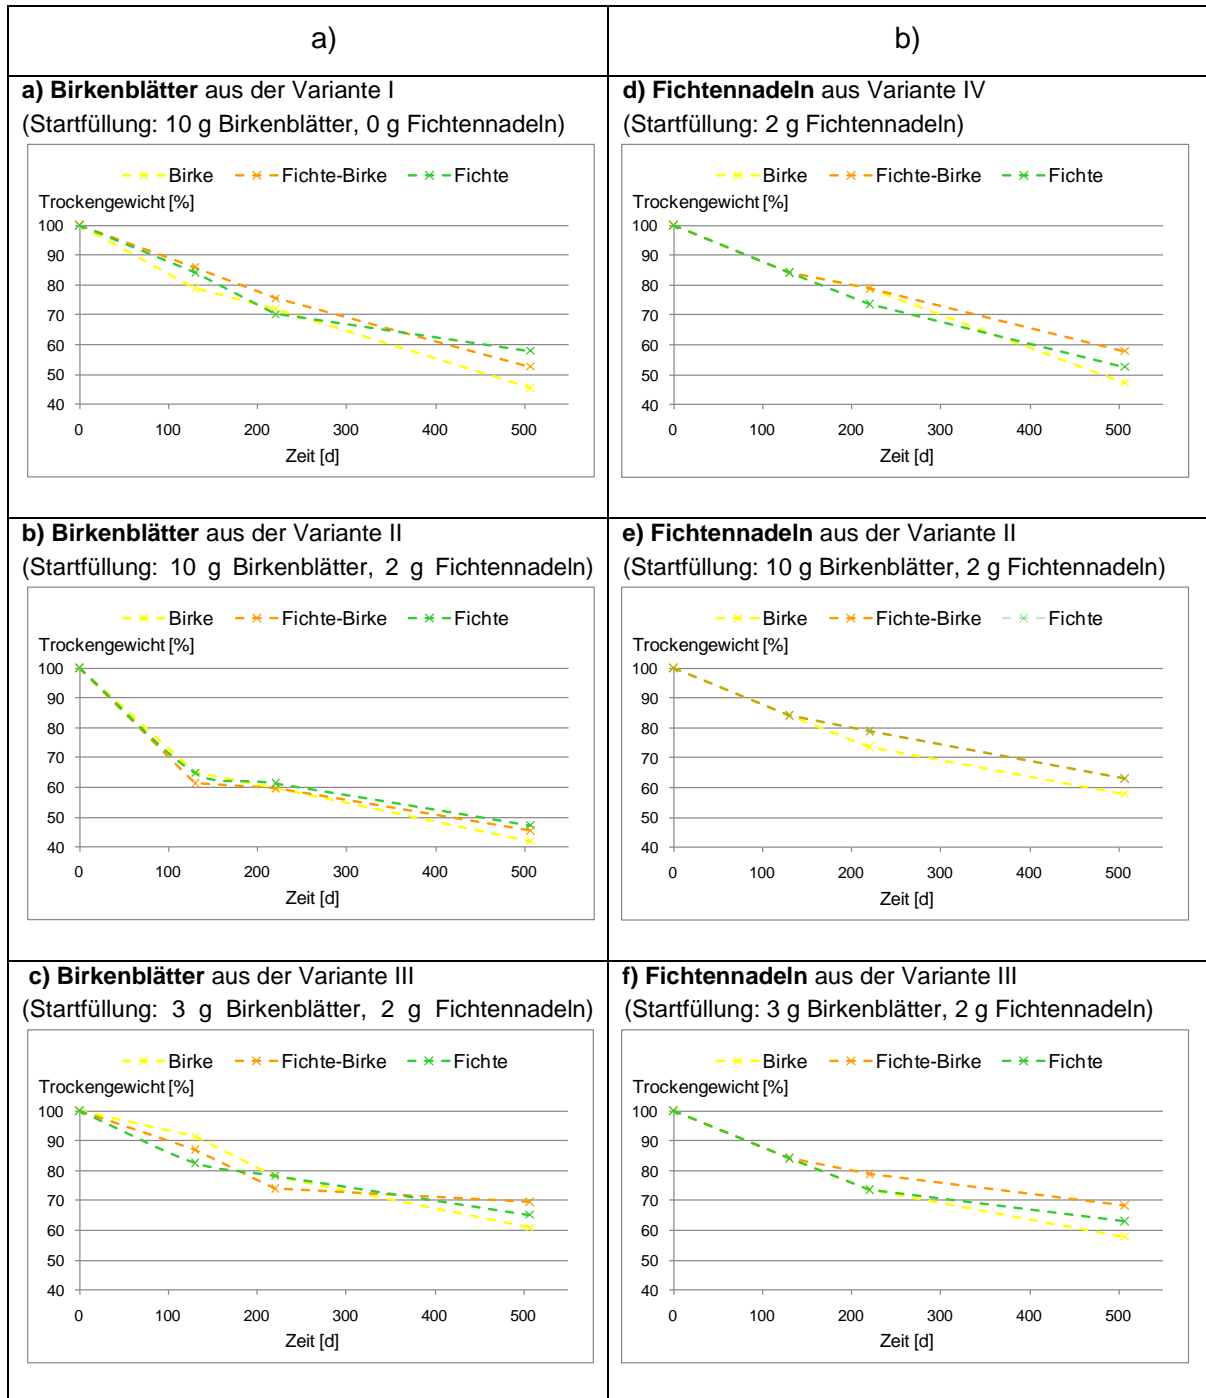 a)
b)
a) Birkenblätter aus der Variante I
(Startfüllung: 10 g Birkenblätter, 0 g Fichtennadeln)
Birke Fichte-Birke Fichte
Trockengewicht [%]
100
90
80
70
60
50
40
0 100 200 300 400 500
Zeit [d]
d) Fichtennadeln aus Variante IV
(Startfüllung: 2 g Fichtennadeln)
Birke Fichte-Birke Fichte
Trockengewicht [%]
100
90
80
70
60
50
40
0 100 200 300 400 500
Zeit [d]
b) Birkenblätter aus der Variante II
(Startfüllung: 10 g Birkenblätter, 2 g Fichtennadeln)
Birke Fichte-Birke Fichte
Trockengewicht [%]
100
90
80
70
60
50
40
0 100 200 300 400 500
Zeit [d]
e) Fichtennadeln aus der Variante II
(Startfüllung: 10 g Birkenblätter, 2 g Fichtennadeln)
Birke Fichte-Birke Fichte
Trockengewicht [%]
100
90
80
70
60
50
40
0 100 200 300 400 500
Zeit [d]
c) Birkenblätter aus der Variante III
(Startfüllung: 3 g Birkenblätter, 2 g Fichtennadeln)
Birke Fichte-Birke Fichte
Trockengewicht [%]
100
90
80
70
60
50
40
0 100 200 300 400 500
Zeit [d]
f) Fichtennadeln aus der Variante III
(Startfüllung: 3 g Birkenblätter, 2 g Fichtennadeln)
Birke Fichte-Birke Fichte
Trockengewicht [%]
100
90
80
70
60
50
40
0 100 200 300 400 500
Zeit [d]